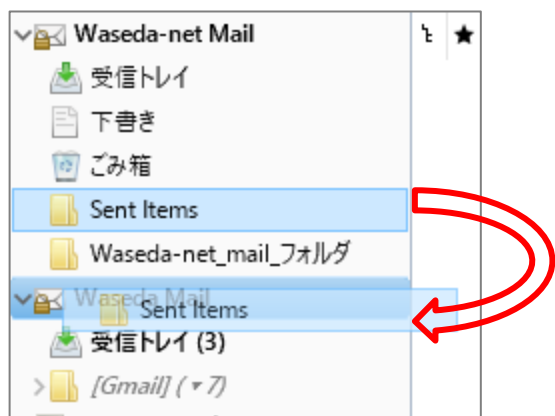 Waseda-net Mail
受信トレイ
下書き
ごみ箱
Sent Items
Waseda-net_mail_フォルダ
Waseda Mail
Sent Items
受信トレイ (3)
[Gmail] (▾ 7)